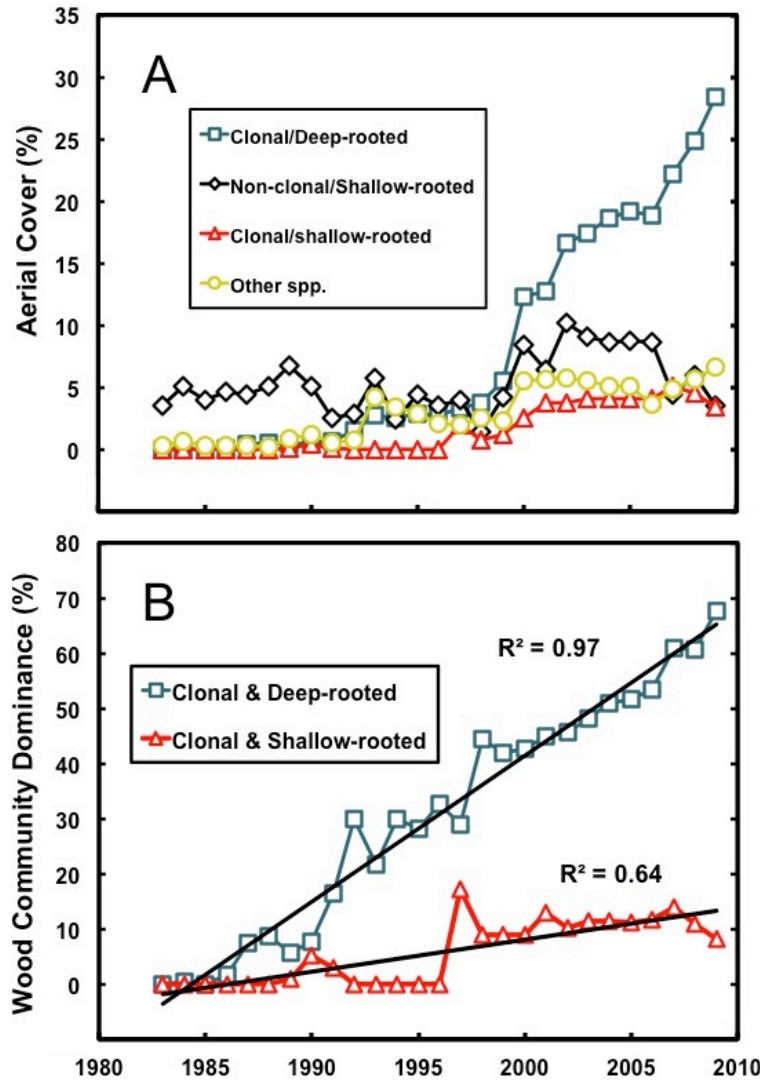 A
Clonal/Deep-rooted
Non-clonal/Shallow-rooted
Clonal/shallow-rooted
Other spp.
Aerial Cover (%)
35
30
25
20
15
10
5
0
B
R² = 0.97
Clonal & Deep-rooted
Clonal & Shallow-rooted
R² = 0.64
Wood Community Dominance (%)
80
70
60
50
40
30
20
10
0
1980 1985 1990 1995 2000 2005 2010